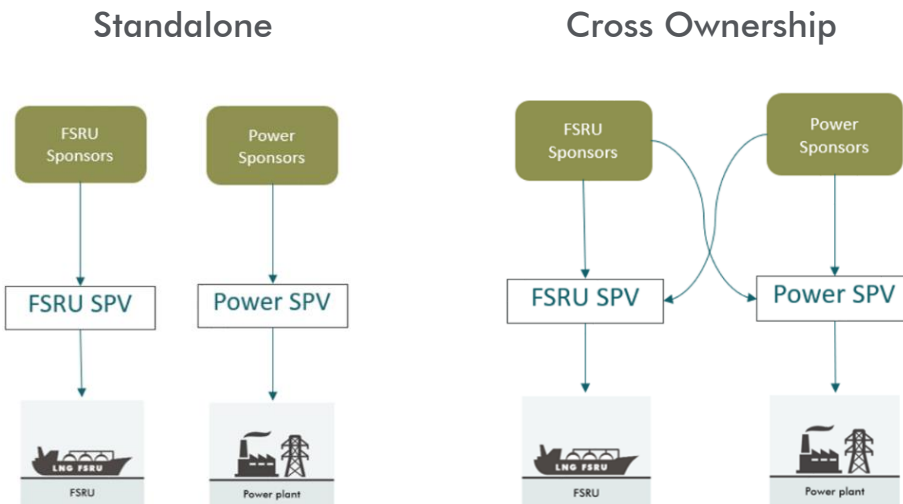 Standalone
Cross Ownership
FSRU
Sponsors
Power
Sponsors
FSRU
Sponsors
Power
Sponsors
FSRU SPV
Power SPV
FSRU SPV
Power SPV
LNG FSRU
FSRU
Power plant
LNG FSRU
FSRU
Power plant